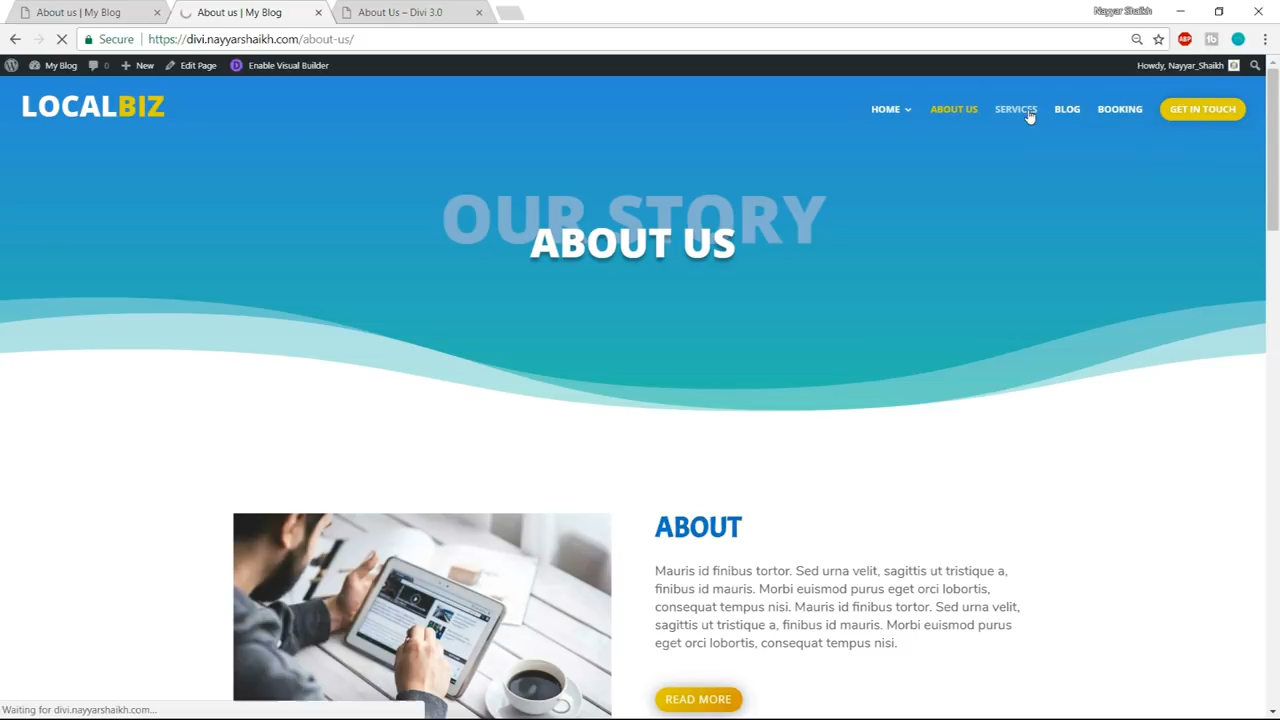 About us | My Blog
About us | My Blog
About Us – Divi 3.0
Nayyar Shaikh
Secure
https://divi.nayyarshaikh.com/about-us/
ABP
My Blog
0
New
Edit Page
D
Enable Visual Builder
Howdy, Nayyar_Shaikh
LOCALBIZ
HOME
ABOUT US
SERVICES
BLOG
BOOKING
GET IN TOUCH
OUR STORY
ABOUT US
ABOUT
Mauris id finibus tortor. Sed urna velit, sagittis ut tristique a,
finibus id mauris. Morbi euismod purus eget orci lobortis,
consequat tempus nisi. Mauris id finibus tortor. Sed urna velit,
sagittis ut tristique a, finibus id mauris. Morbi euismod purus
eget orci lobortis, consequat tempus nisi.
READ MORE
Waiting for divi.nayyarshaikh.com...